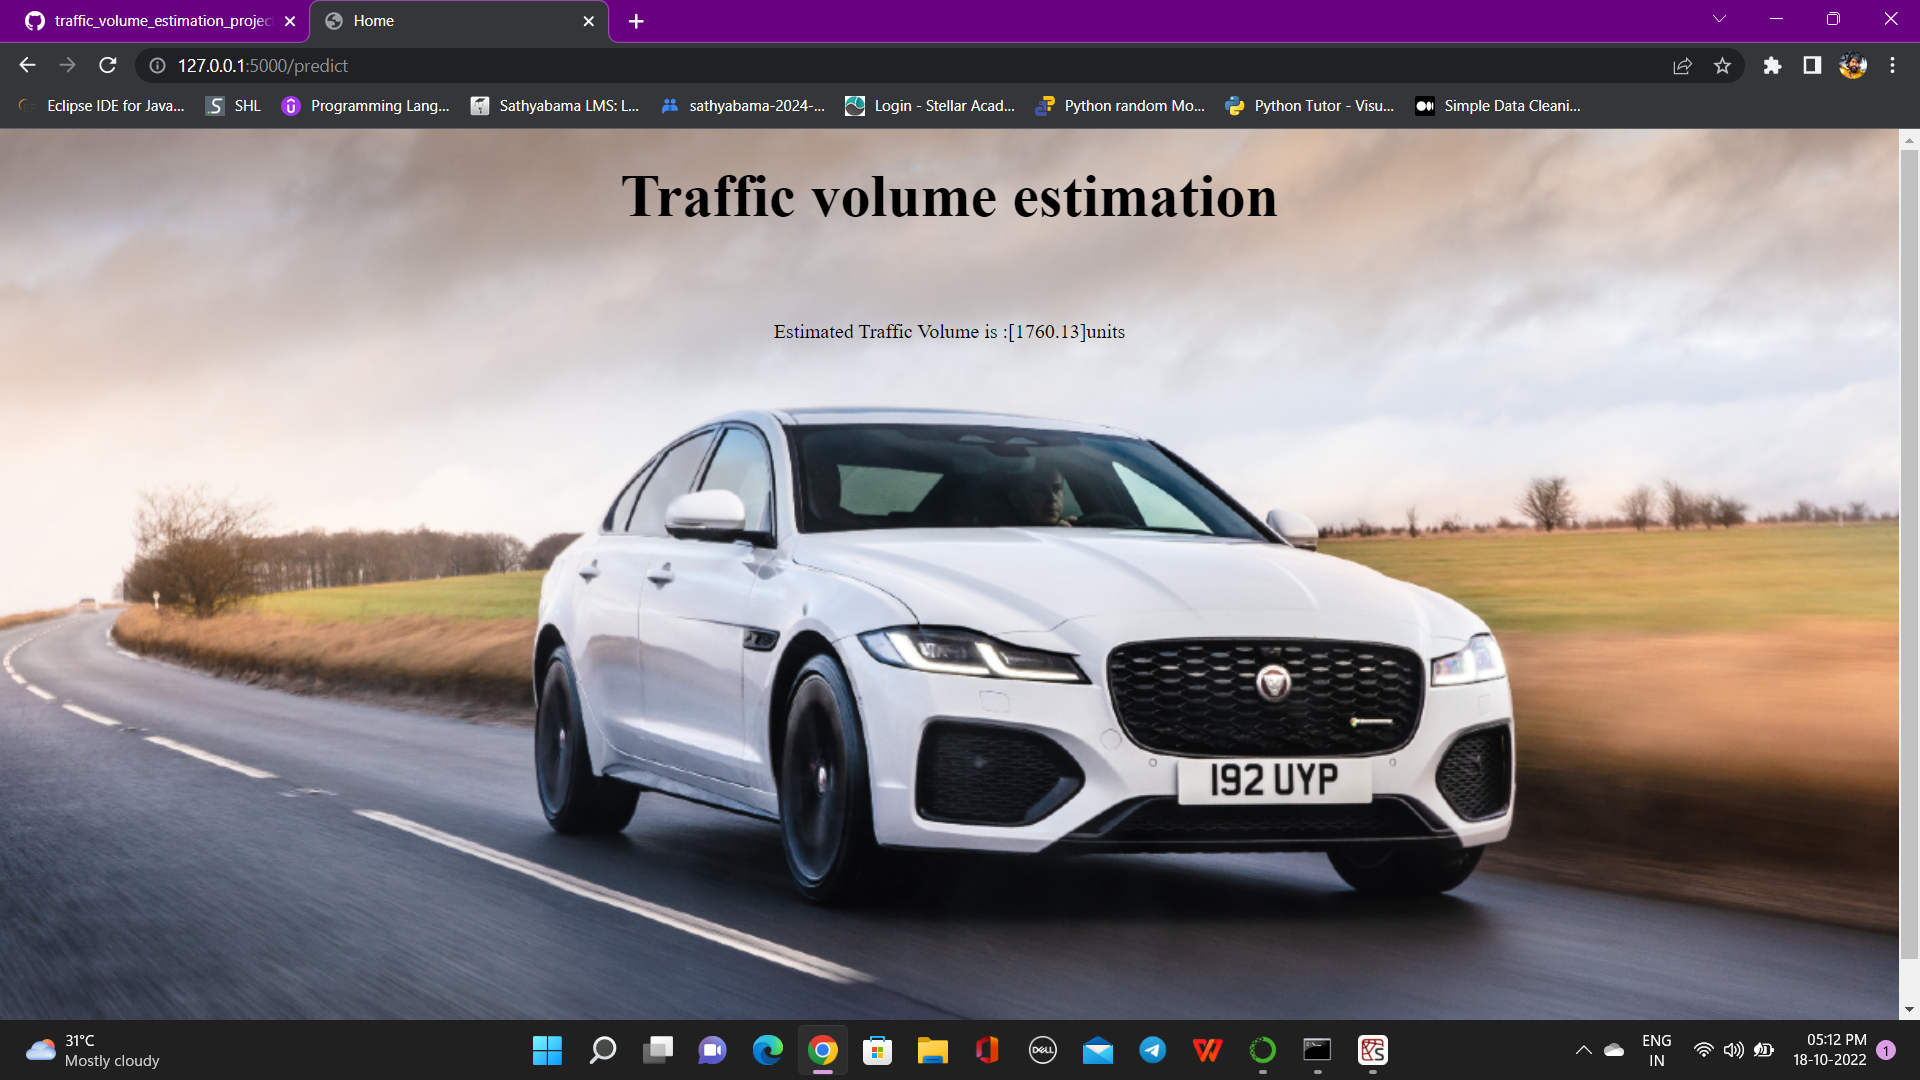 traffic_volume_estimation_projec
Home
127.0.0.1:5000/predict
Eclipse IDE for Java...
SHL
Programming Lang...
Sathyabama LMS: L...
sathyabama-2024-...
Login - Stellar Acad...
Python random Mo...
Python Tutor - Visu...
Simple Data Cleani...
Traffic volume estimation
Estimated Traffic Volume is :[1760.13]units
192 UYP
31°C
Mostly cloudy
DELL
ENG
IN
05:12 PM
18-10-2022
1